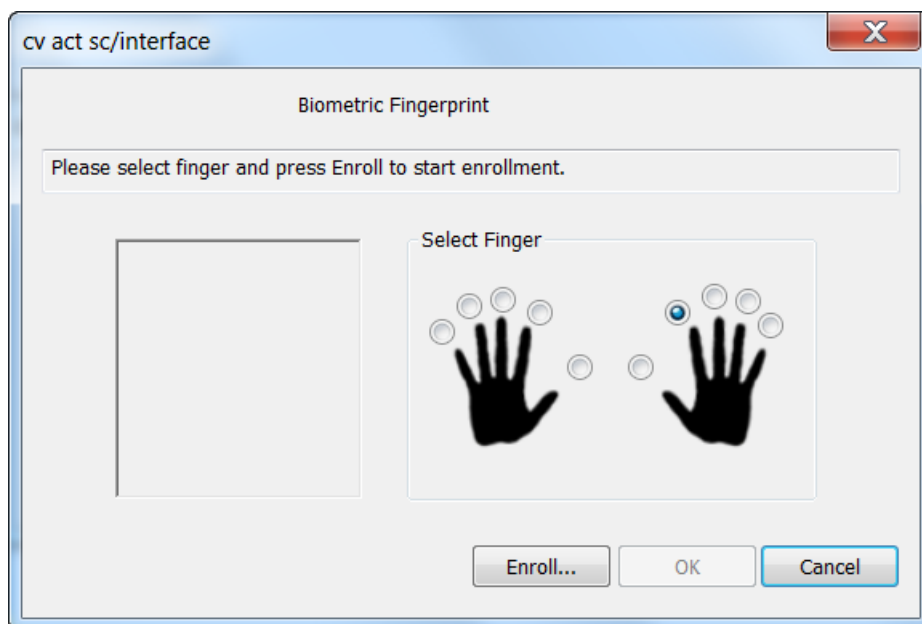 cv act sc/interface
Biometric Fingerprint
Please select finger and press Enroll to start enrollment.
Select Finger
Enroll... OK Cancel